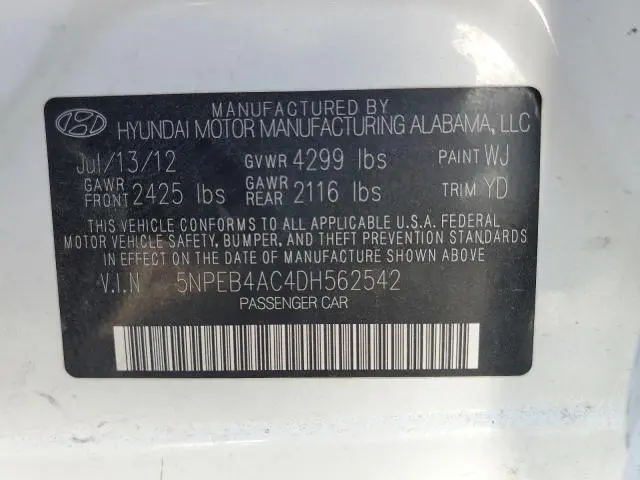 MANUFACTURED BY
HYUNDAI MOTOR MANUFACTURING ALABAMA, LLC
Jul/13/12 GVWR 4299 lbs PAINT WJ
GAWR FRONT 2425 lbs GAWR REAR 2116 lbs TRIM YD
THIS VEHICLE CONFORMS TO ALL APPLICABLE U.S.A. FEDERAL
MOTOR VEHICLE SAFETY, BUMPER, AND THEFT PREVENTION
STANDARDS IN EFFECT ON THE DATE OF MANUFACTURE SHOWN ABOVE
V.I.N 5NPEB4AC4DH562542
PASSENGER CAR